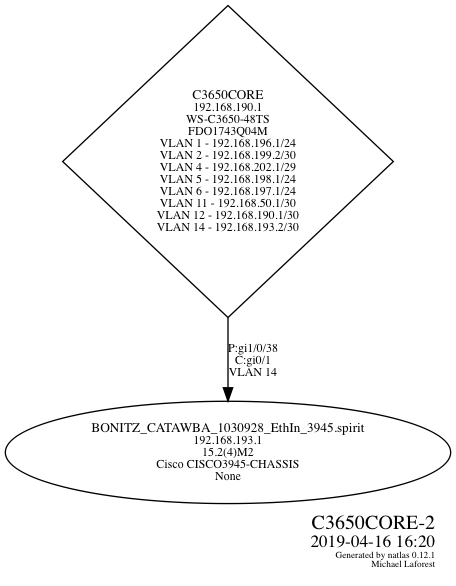 C3650CORE
192.168.190.1
WS-C3650-48TS
FDO1743Q04M
VLAN 1 - 192.168.196.1/24
VLAN 2 - 192.168.199.2/30
VLAN 4 - 192.168.202.1/29
VLAN 5 - 192.168.198.1/24
VLAN 6 - 192.168.197.1/24
VLAN 11 - 192.168.50.1/30
VLAN 12 - 192.168.190.1/30
VLAN 14 - 192.168.193.2/30
P:gi1/0/38
C:gi0/1
VLAN 14
BONITZ_CATAWBA_1030928_EthIn_3945.spirit
192.168.193.1
15.2(4)M2
Cisco CISCO3945-CHASSIS
None
C3650CORE-2
2019-04-16 16:20
Generated by natlas 0.12.1
Michael Laforest